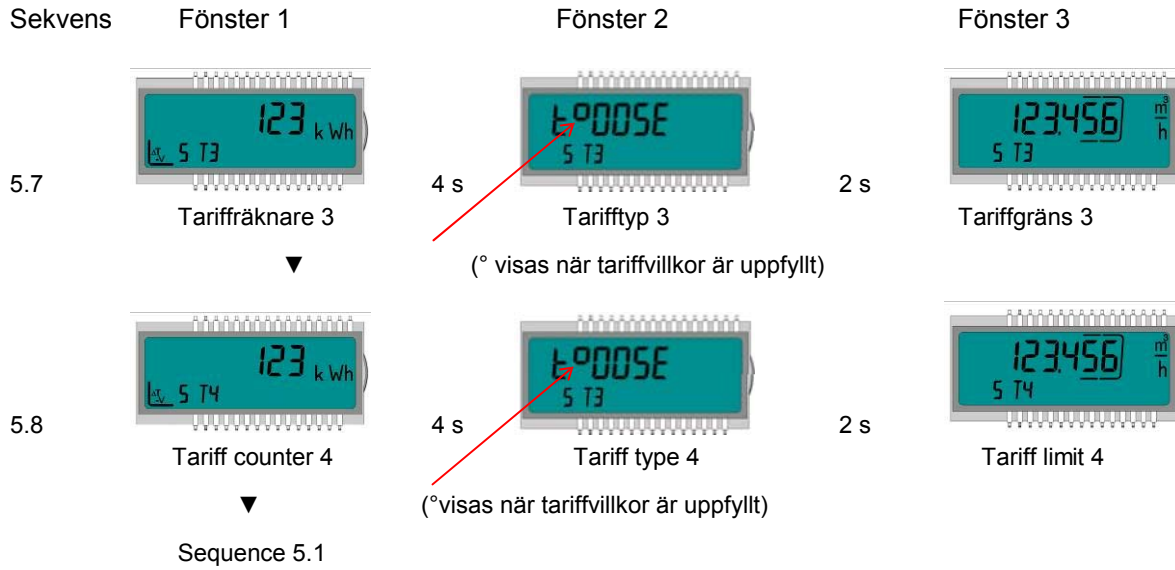 Sekvens Fönster 1 Fönster 2 Fönster 3
123 kWh
5 T3
t°000SE
5 T3
123.456 m³/h
5 T3
5.7 4 s 2 s
Tariffräknare 3 Tarifftyp 3 Tariffgräns 3
▼ (° visas när tariffvillkor är uppfyllt)
123 kWh
5 T4
t°000SE
5 T3
123.456 m³/h
5 T4
5.8 4 s 2 s
Tariff counter 4 Tariff type 4 Tariff limit 4
▼ (°visas när tariffvillkor är uppfyllt)
Sequence 5.1